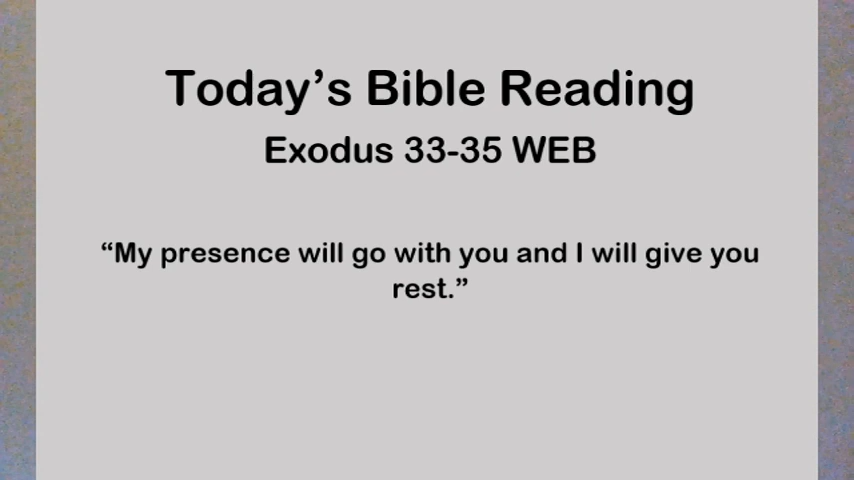 Today’s Bible Reading
Exodus 33-35 WEB
“My presence will go with you and I will give you
rest.”